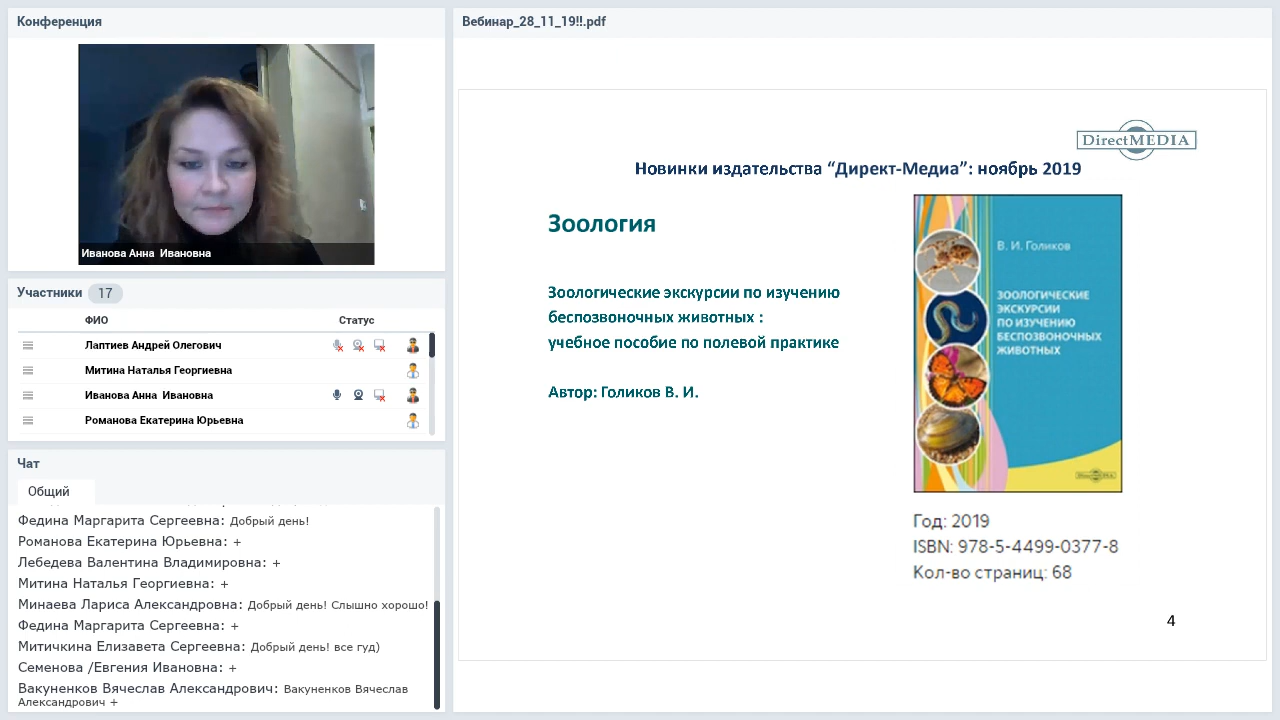 Конференция
Иванова Анна  Ивановна
Участники 17
ФИО Статус
Лаптиев Андрей Олегович
Митина Наталья Георгиевна
Иванова Анна  Ивановна
Романова Екатерина Юрьевна
Чат
Общий
Федина Маргарита Сергеевна: Добрый день!
Романова Екатерина Юрьевна: +
Лебедева Валентина Владимировна: +
Митина Наталья Георгиевна: +
Минаева Лариса Александровна: Добрый день! Слышно хорошо!
Федина Маргарита Сергеевна: +
Митичкина Елизавета Сергеевна: Добрый день! все гуд)
Семенова /Евгения Ивановна: +
Вакуненков Вячеслав Александрович: Вакуненков Вячеслав
Александрович +
Вебинар_28_11_19!!.pdf
DirectMEDIA
Новинки издательства “Директ-Медиа”: ноябрь 2019
Зоология
Зоологические экскурсии по изучению
беспозвоночных животных :
учебное пособие по полевой практике
Автор: Голиков В. И.
В. И. Голиков
ЗООЛОГИЧЕСКИЕ
ЭКСКУРСИИ
ПО ИЗУЧЕНИЮ
БЕСПОЗВОНОЧНЫХ
ЖИВОТНЫХ
DirectMEDIA
Год: 2019
ISBN: 978-5-4499-0377-8
Кол-во страниц: 68
4